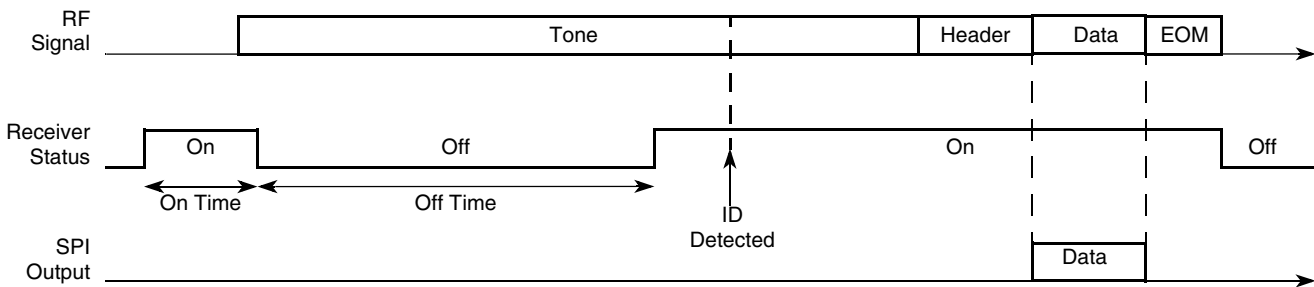 RF
Signal
Tone
Header
Data
EOM
Receiver
Status
On
Off
On
Off
On Time
Off Time
ID
Detected
SPI
Output
Data